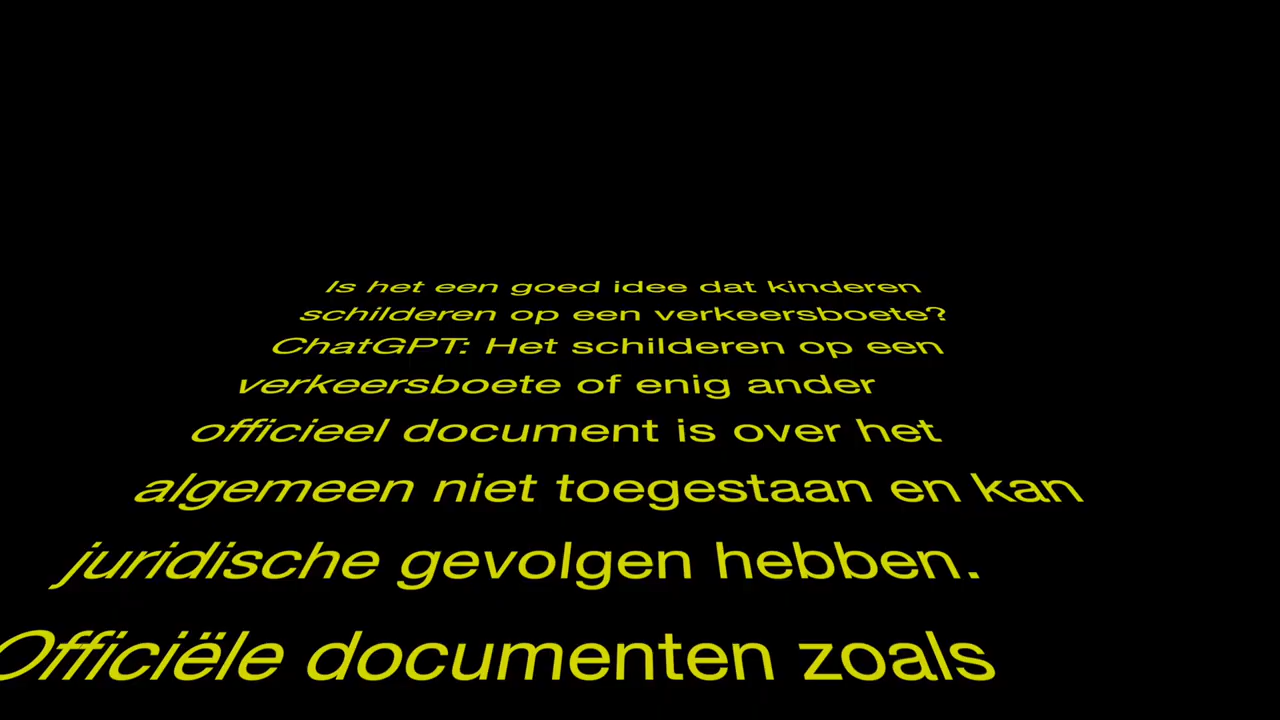 Is het een goed idee dat kinderen
schilderen op een verkeersboete?
ChatGPT: Het schilderen op een
verkeersboete of enig ander
officieel document is over het
algemeen niet toegestaan en kan
juridische gevolgen hebben.
Officiële documenten zoals